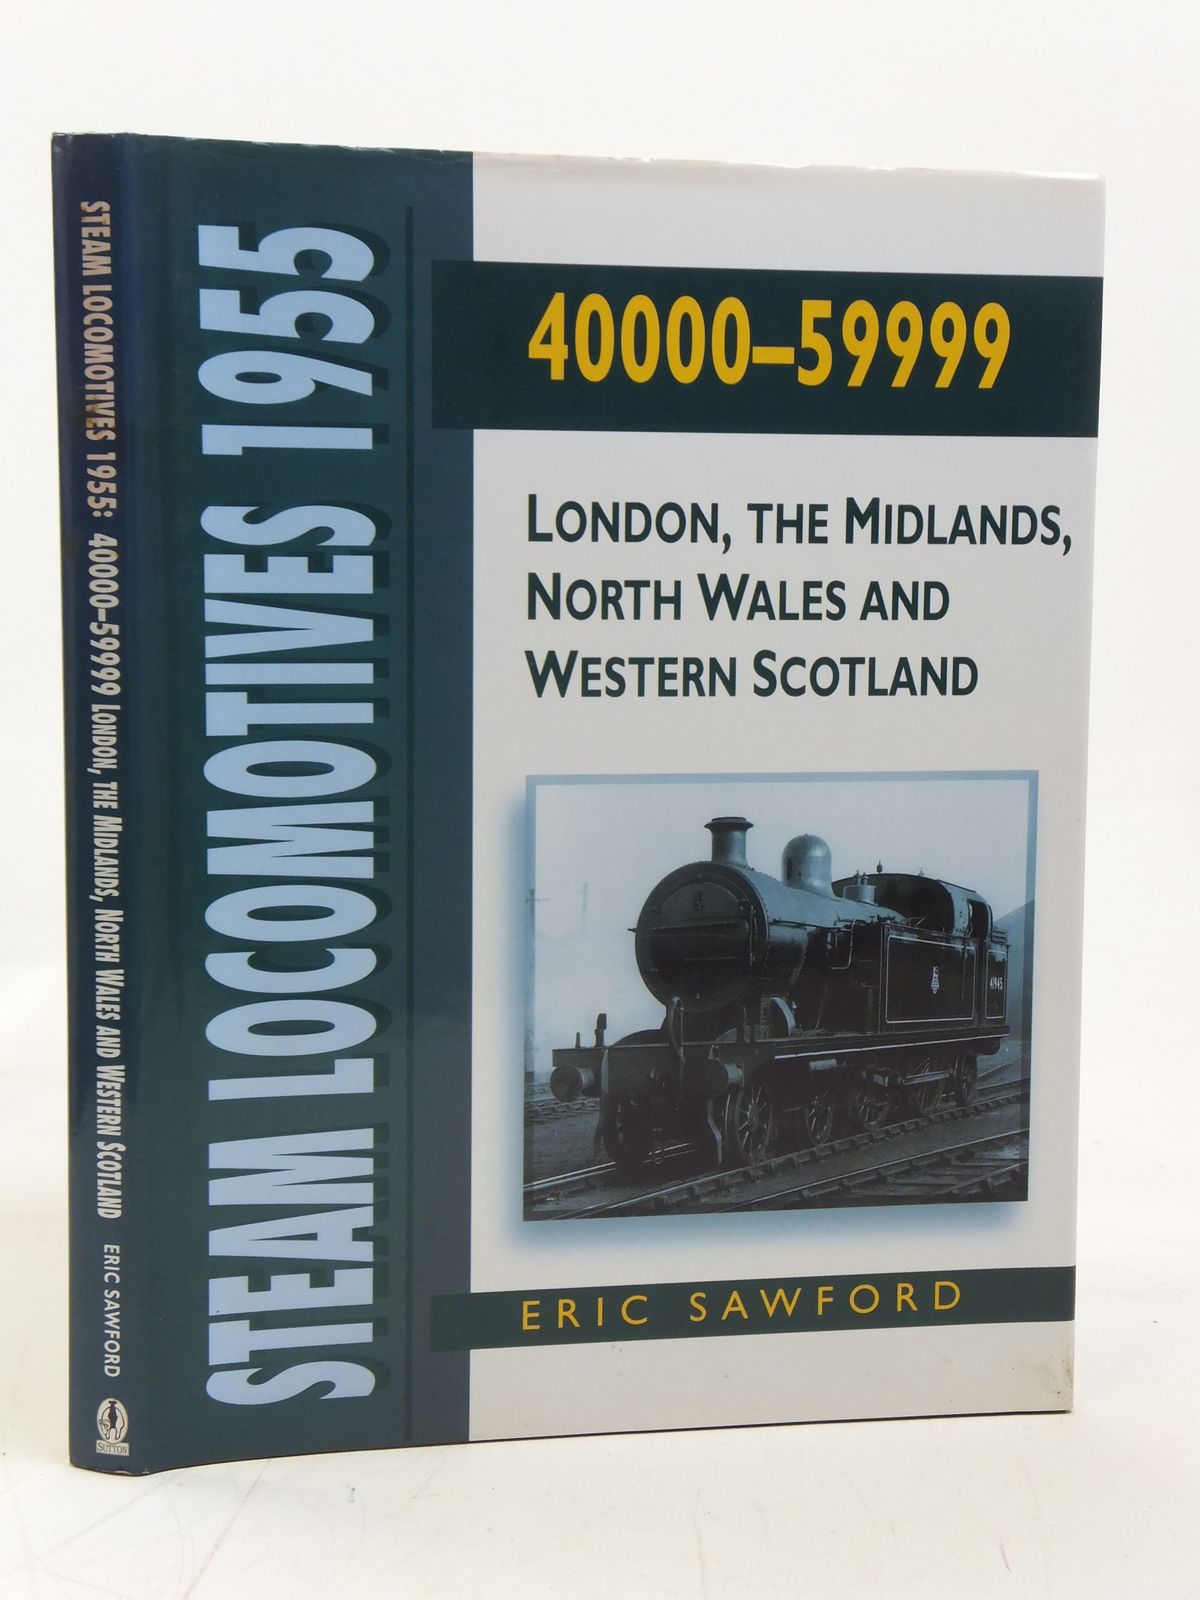 STEAM LOCOMOTIVES 1955: 40000–59999 LONDON, THE MIDLANDS, NORTH WALES AND WESTERN SCOTLAND ERIC SAWFORD
SUTTON
STEAM LOCOMOTIVES 1955
40000–59999
LONDON, THE MIDLANDS,
NORTH WALES AND
WESTERN SCOTLAND
41945
ERIC SAWFORD